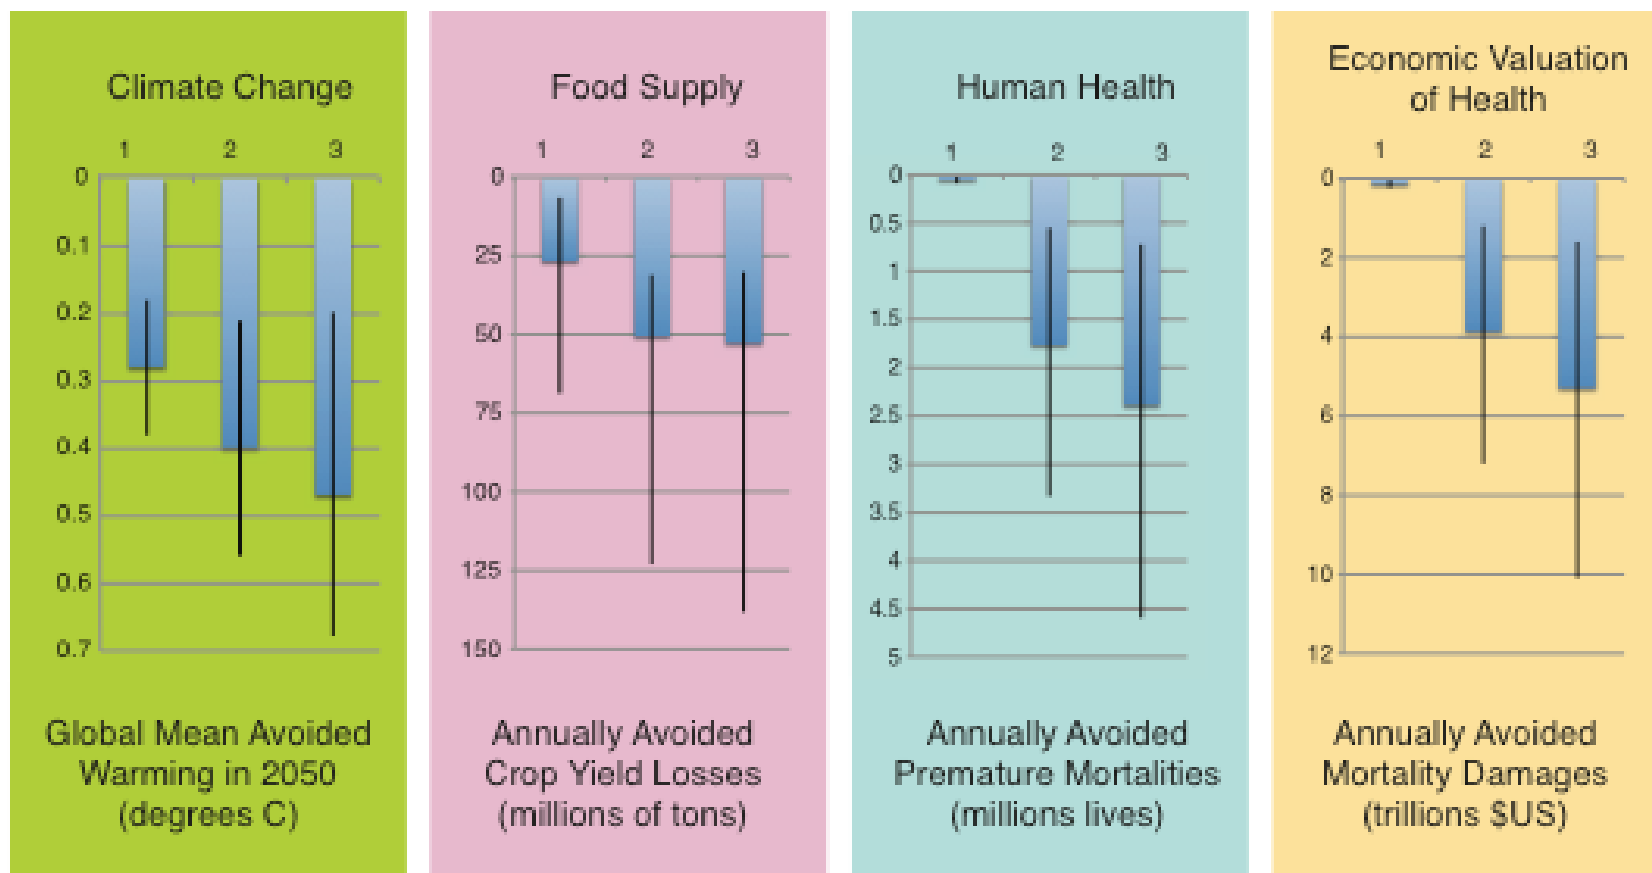 Climate Change
1 2 3
0
0.1
0.2
0.3
0.4
0.5
0.6
0.7
Global Mean Avoided
Warming in 2050
(degrees C)
Food Supply
1 2 3
0
25
50
75
100
125
150
Annually Avoided
Crop Yield Losses
(millions of tons)
Human Health
1 2 3
0
0.5
1
1.5
2
2.5
3
3.5
4
4.5
5
Annually Avoided
Premature Mortalities
(millions lives)
Economic Valuation
of Health
1 2 3
0
2
4
6
8
10
12
Annually Avoided
Mortality Damages
(trillions $US)